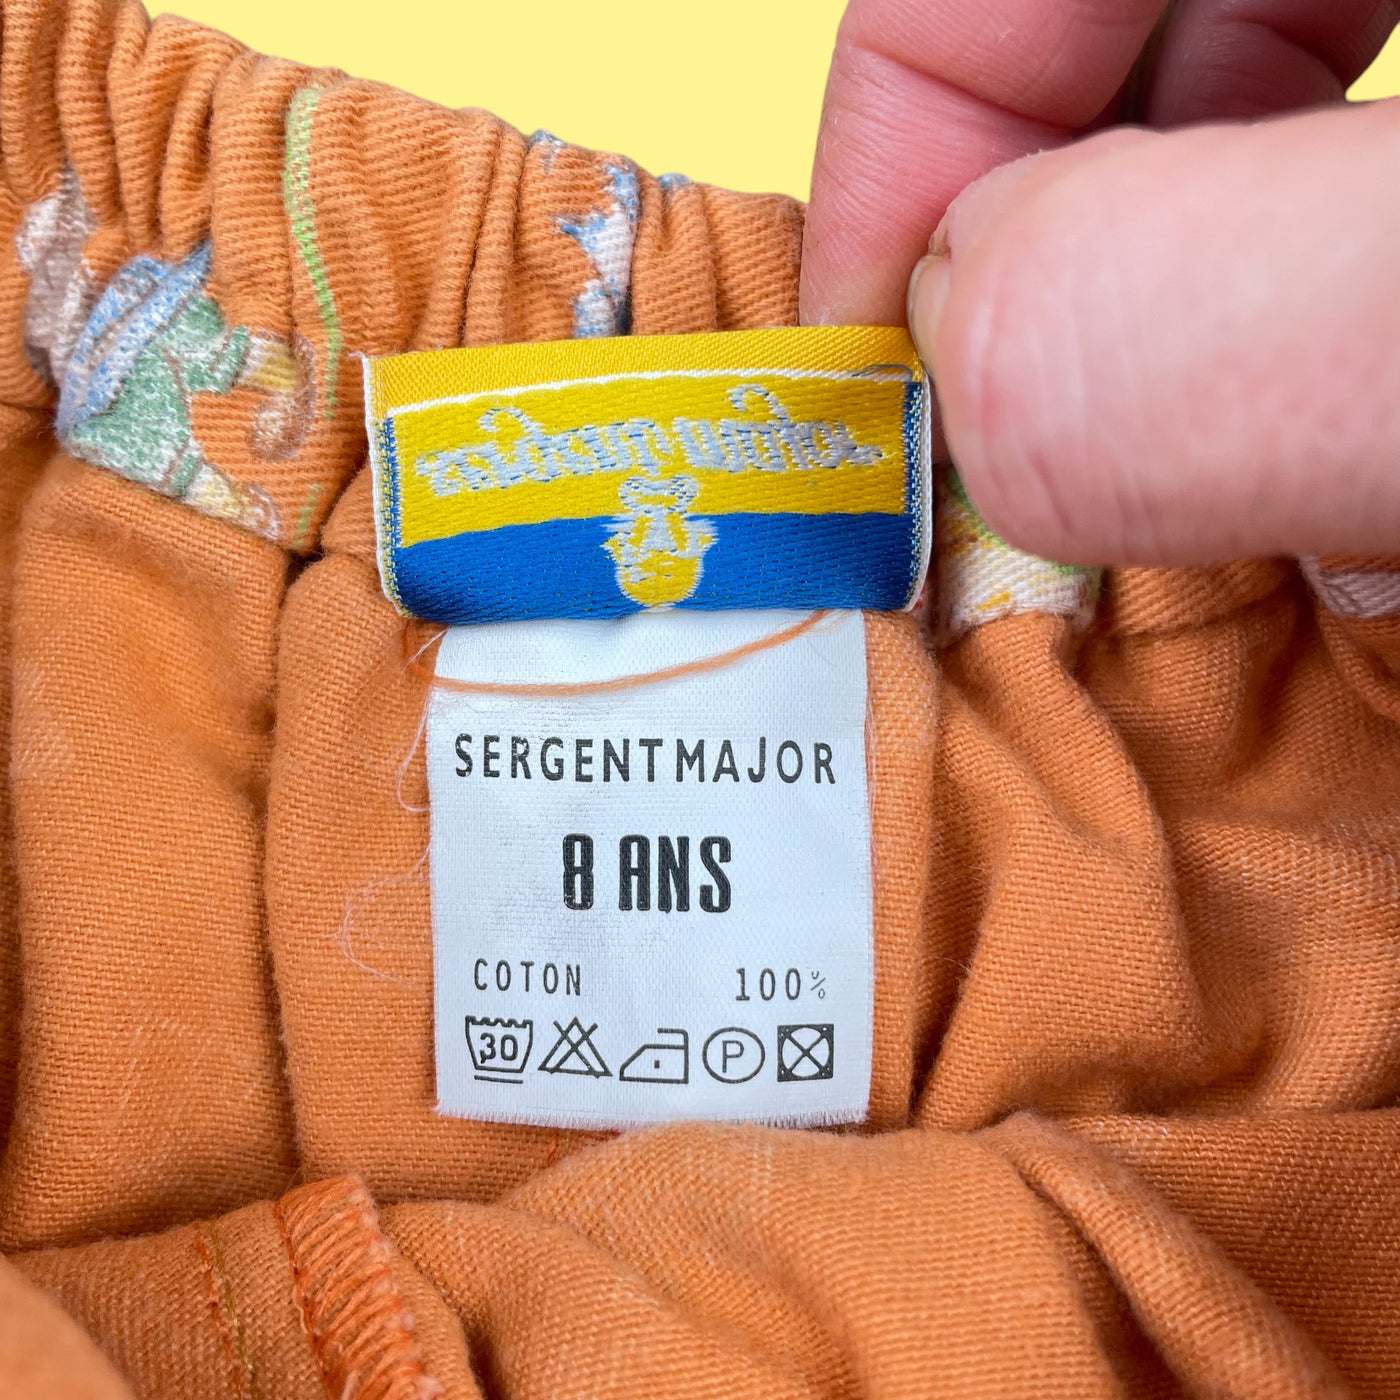 SERGENT MAJOR
8 ANS
COTON 100%
30
P